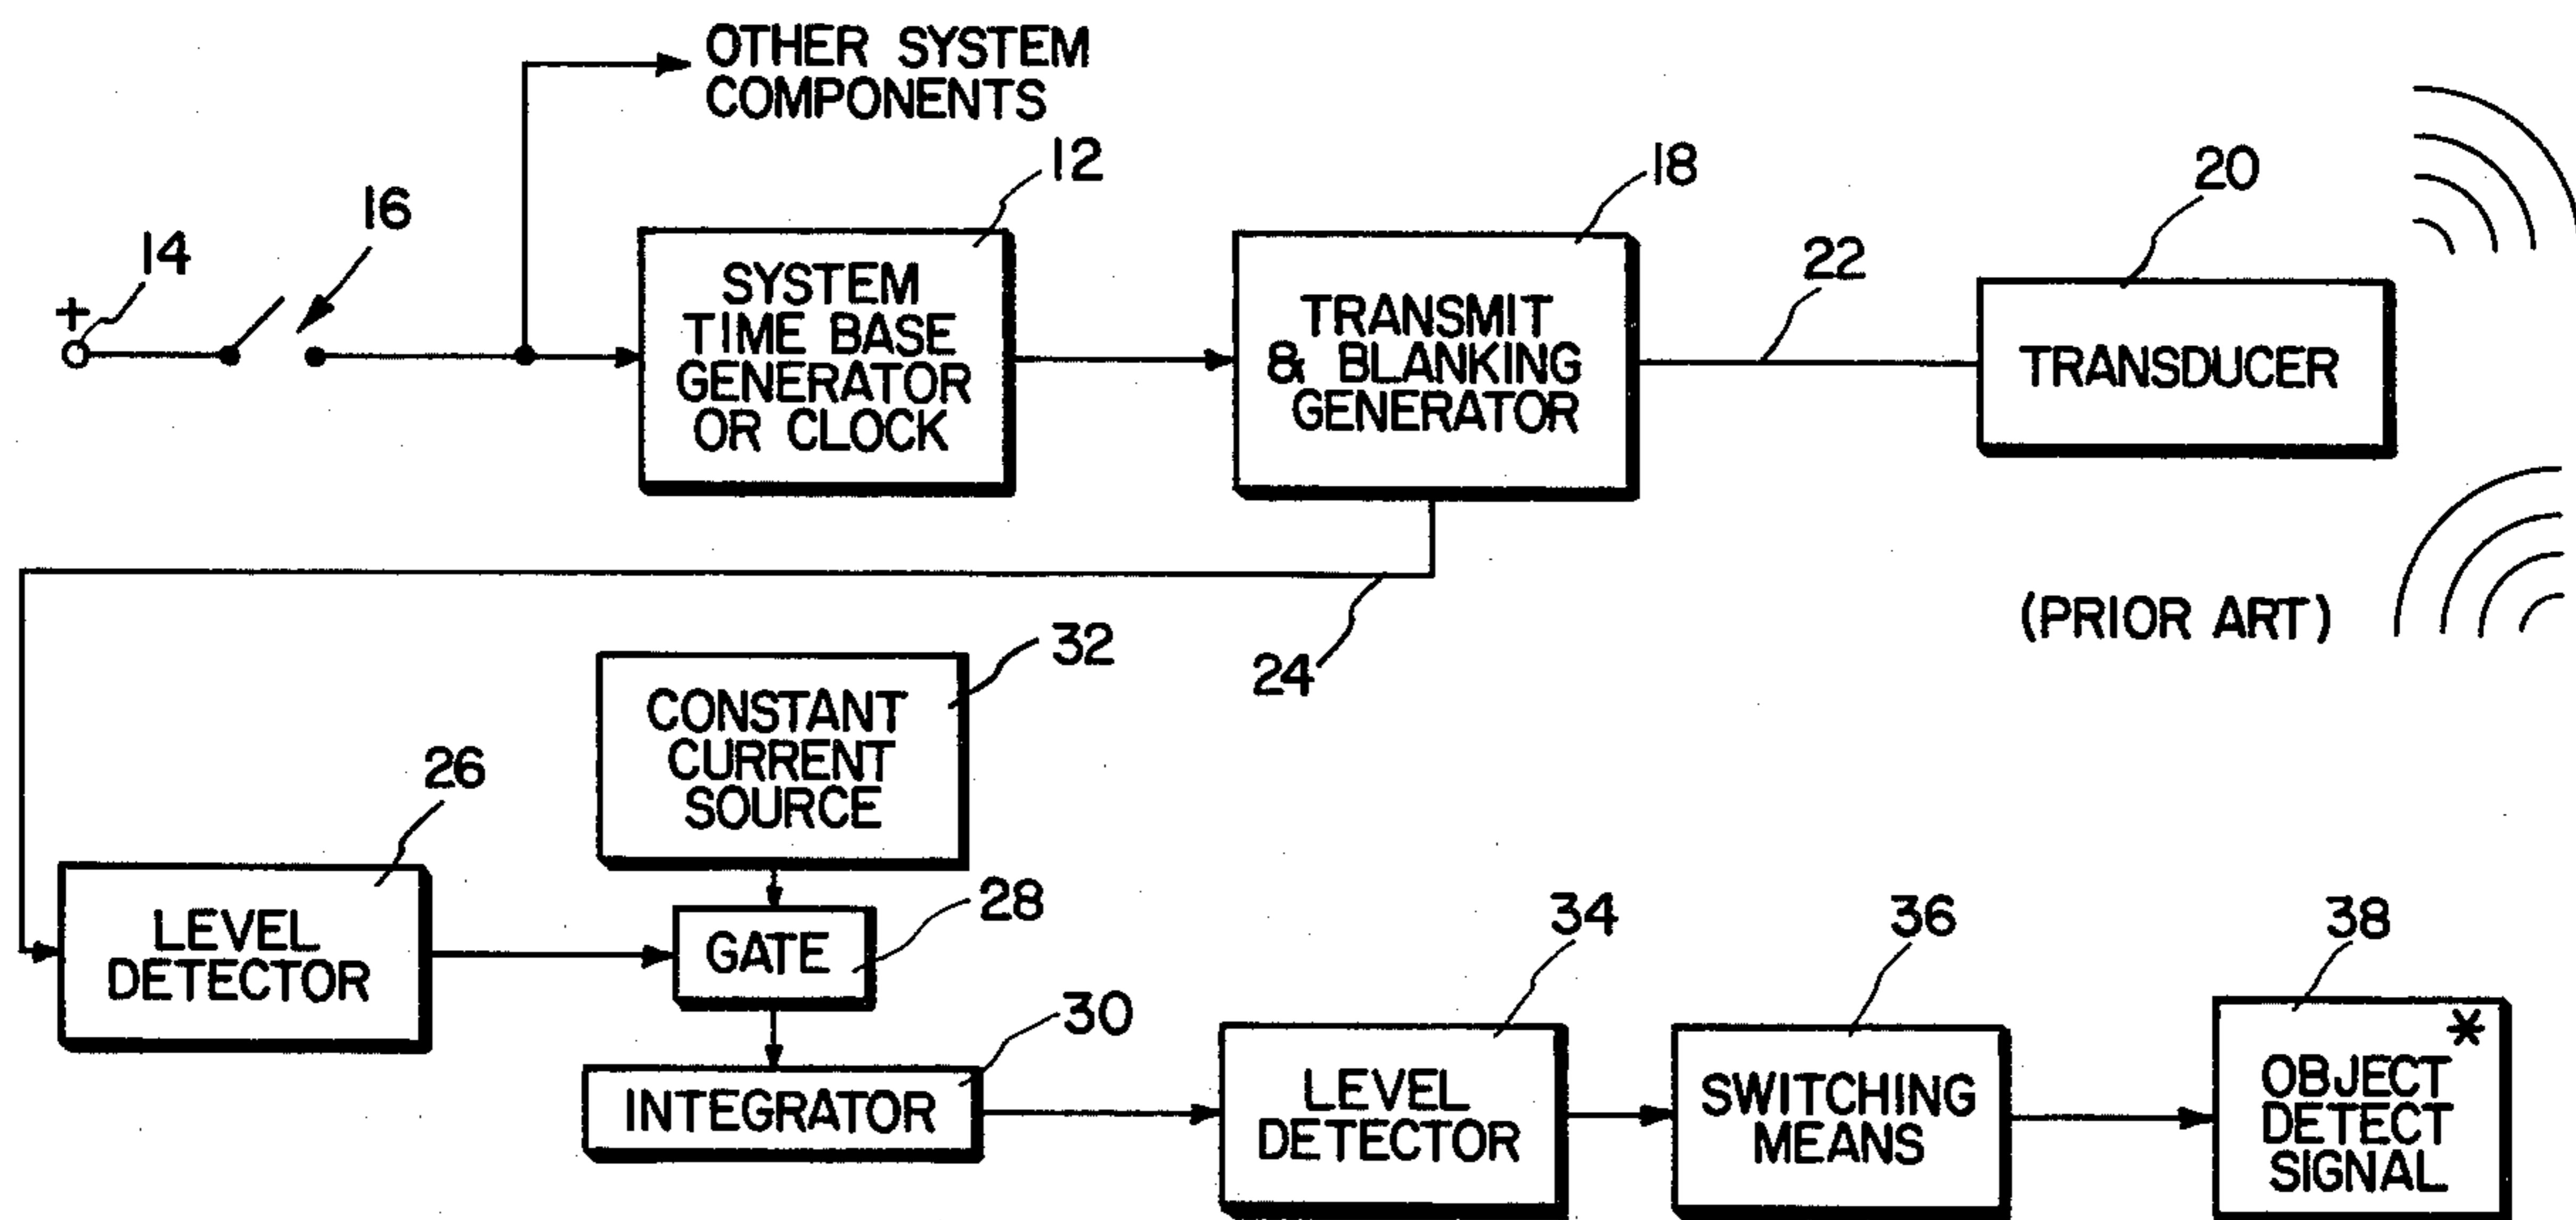 OTHER SYSTEM
COMPONENTS
12
18
20
16
14
+
22
SYSTEM
TIME BASE
GENERATOR
OR CLOCK
TRANSMIT
& BLANKING
GENERATOR
TRANSDUCER
(PRIOR ART)
24
32
CONSTANT
CURRENT
SOURCE
26
28
34
36
38
LEVEL
DETECTOR
GATE
30
INTEGRATOR
LEVEL
DETECTOR
SWITCHING
MEANS
*
OBJECT
DETECT
SIGNAL